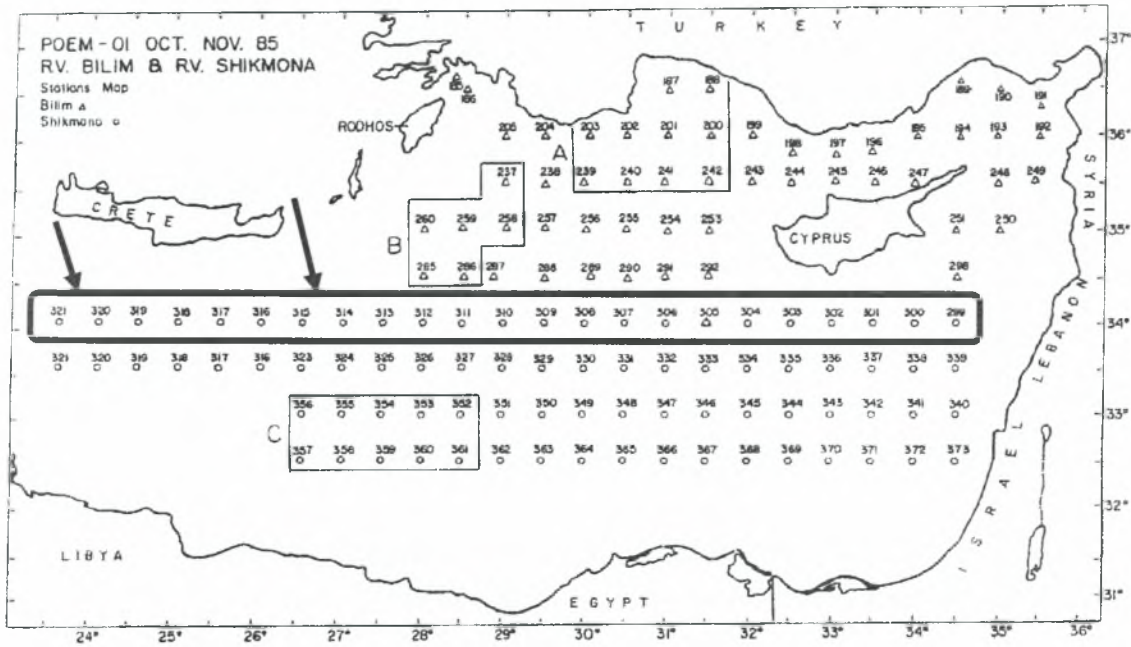 T U R K E Y
POEM-01 OCT. NOV. 85
RV. BILIM & RV. SHIKMONA
Stations Map
Bilim △
Shikmona o
37°
187 188
185
186
189
190
191
RODHOS
205 204 203 202 201 200 199
195 194 193 192
36°
198 197 196
A
237 238 239 240 241 242 243 244 245 246 247 248 249
SYRIA
CRETE
260 259 258 257 256 255 254 253
251 250
35°
B
CYPRUS
285 286 287 288 289 290 291 292
298
321 320 319 318 317 316 315 314 313 312 311 310 309 308 307 306 305 304 303 302 301 300 299
34°
LEBANON
321 320 319 318 317 316 323 324 325 326 327 328 329 330 331 332 333 334 335 336 337 338 339
356 355 354 353 352 351 350 349 348 347 346 345 344 343 342 341 340
33°
C
357 358 359 360 361 362 363 364 365 366 367 368 369 370 371 372 373
ISRAEL
32°
LIBYA
EGYPT
31°
24° 25° 26° 27° 28° 29° 30° 31° 32° 33° 34° 35° 36°